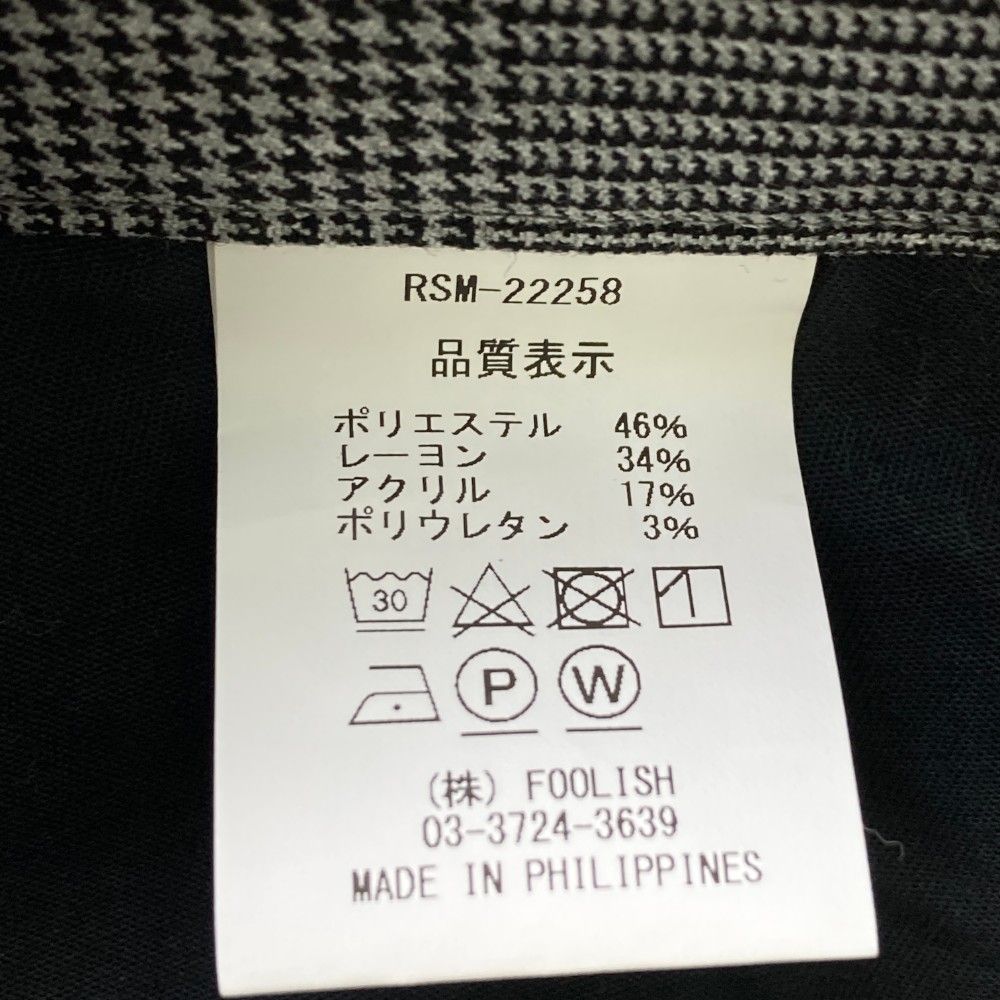 RSM-22258
品質表示
ポリエステル 46%
レーヨン 34%
アクリル 17%
ポリウレタン 3%
30
P W
(株) FOOLISH
03-3724-3639
MADE IN PHILIPPINES